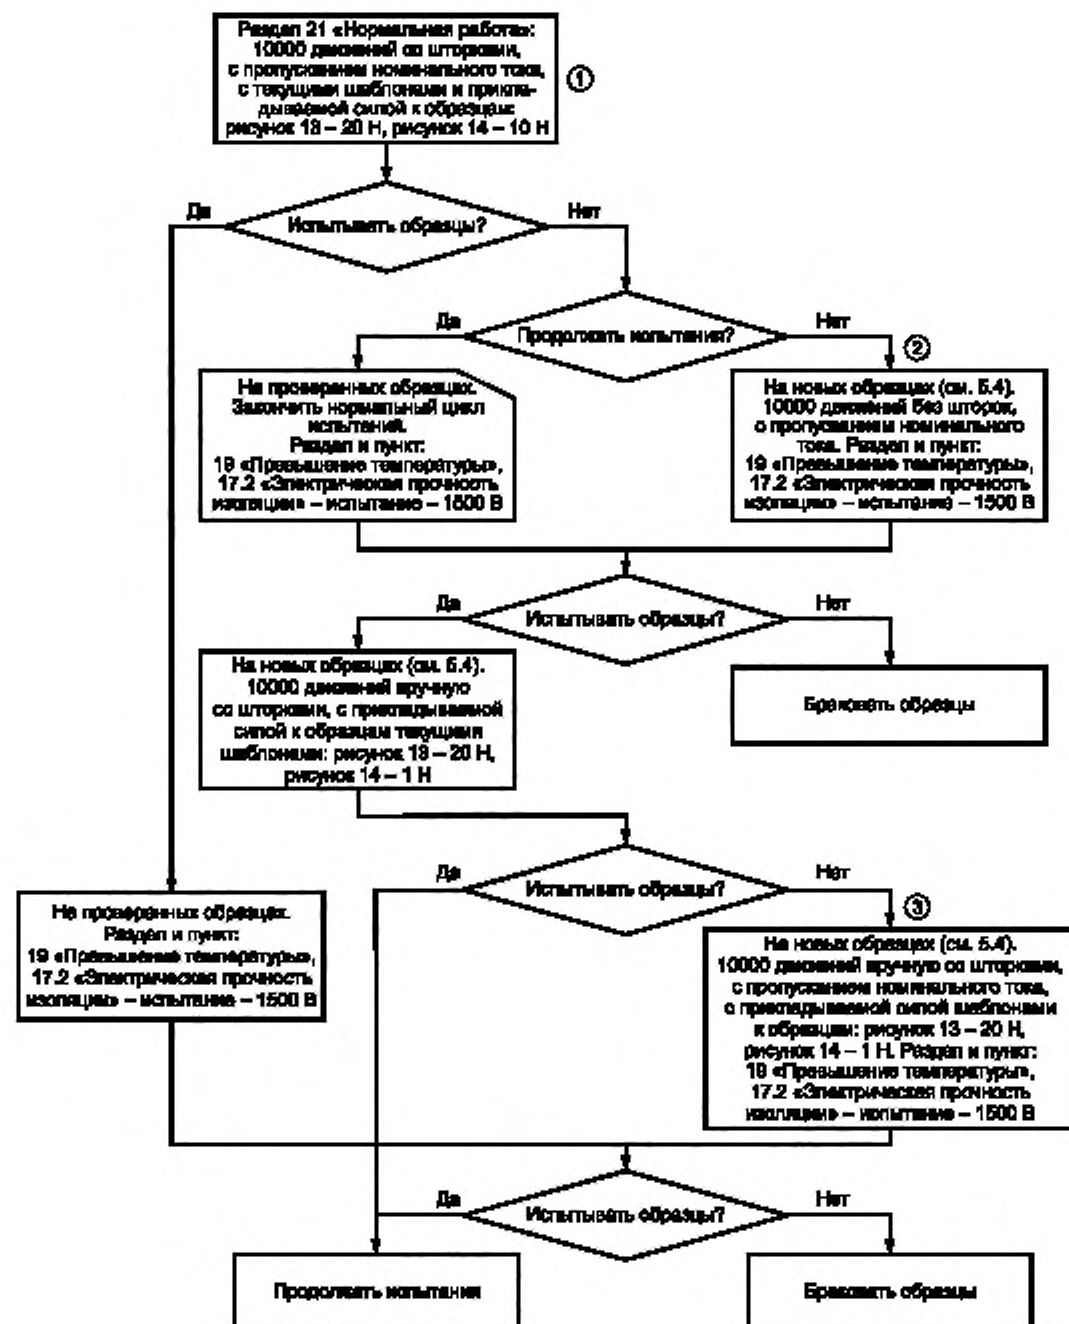 Раздел 21 «Нормальная работа»:
10000 движений со шторками,
с пропусканием номинального тока,
с текущими шаблонами и прикла-
дываемой силой к образцам:
рисунок 13 – 20 Н, рисунок 14 – 10 Н
①
Да
Испытывать образцы?
Нет
Да
Продолжать испытания?
Нет
②
На проверенных образцах.
Закончить нормальный цикл
испытаний.
Раздел и пункт:
19 «Превышение температуры»,
17.2 «Электрическая прочность
изоляции» – испытание – 1500 В
На новых образцах (см. 5.4).
10000 движений без шторок,
с пропусканием номинального
тока. Раздел и пункт:
19 «Превышение температуры»,
17.2 «Электрическая прочность
изоляции» – испытание – 1500 В
Да
Испытывать образцы?
Нет
На новых образцах (см. 5.4).
10000 движений вручную
со шторками, с прикладываемой
силой к образцам текущими
шаблонами: рисунок 13 – 20 Н,
рисунок 14 – 1 Н
Браковать образцы
Да
Испытывать образцы?
Нет
③
На проверенных образцах.
Раздел и пункт:
19 «Превышение температуры»,
17.2 «Электрическая прочность
изоляции» – испытание – 1500 В
На новых образцах (см. 5.4).
10000 движений вручную со шторками,
с пропусканием номинального тока,
с прикладываемой силой шаблонами
к образцам: рисунок 13 – 20 Н,
рисунок 14 – 1 Н. Раздел и пункт:
19 «Превышение температуры»,
17.2 «Электрическая прочность
изоляции» – испытание – 1500 В
Да
Испытывать образцы?
Нет
Продолжать испытания
Браковать образцы